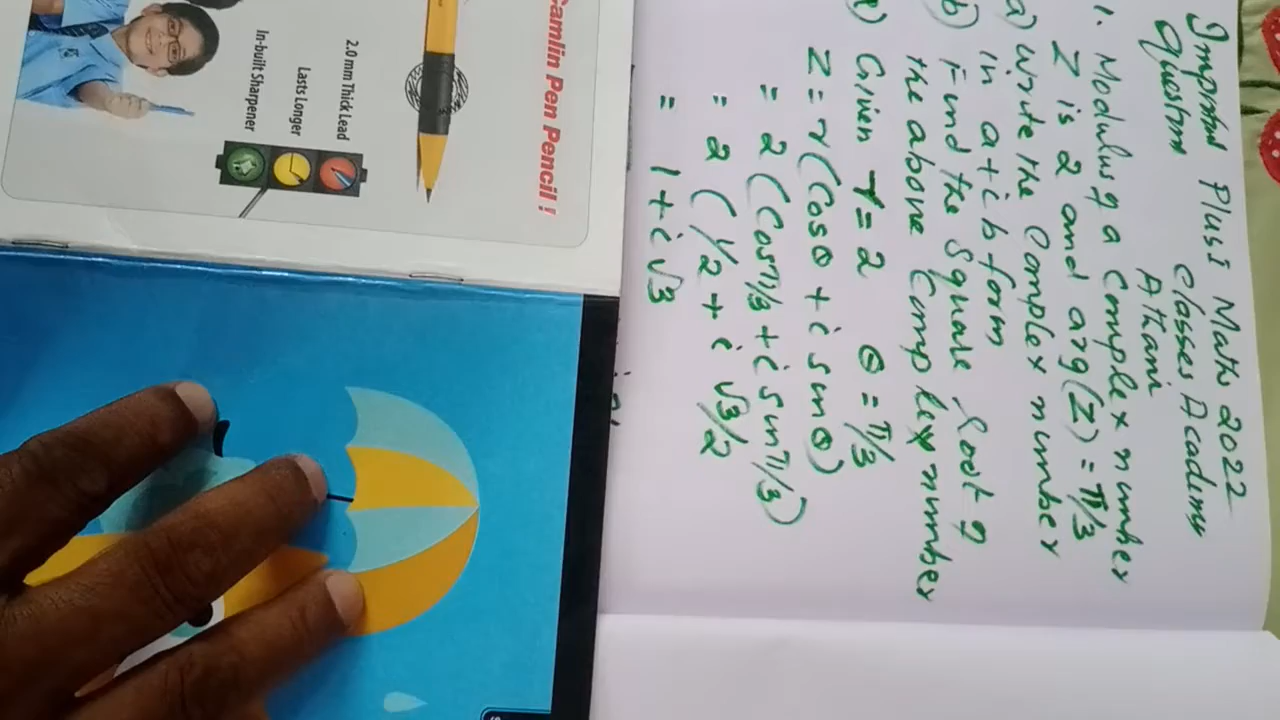 Important Plus I Maths 2022
Question Classes Academy
Athani
1. Modulus of a Complex number
Z is 2 and arg(Z) = π/3
a) Write the Complex number
in a+ib form
b) Find the Square root of
the above Complex number
Given r = 2 θ = π/3
Z = r(Cosθ + i sinθ)
= 2 (Cosπ/3 + i sinπ/3)
= 2 (1/2 + i √3/2)
= 1 + i √3
Camlin Pen Pencil !
2.0 mm Thick Lead
Lasts Longer
In-built Sharpener